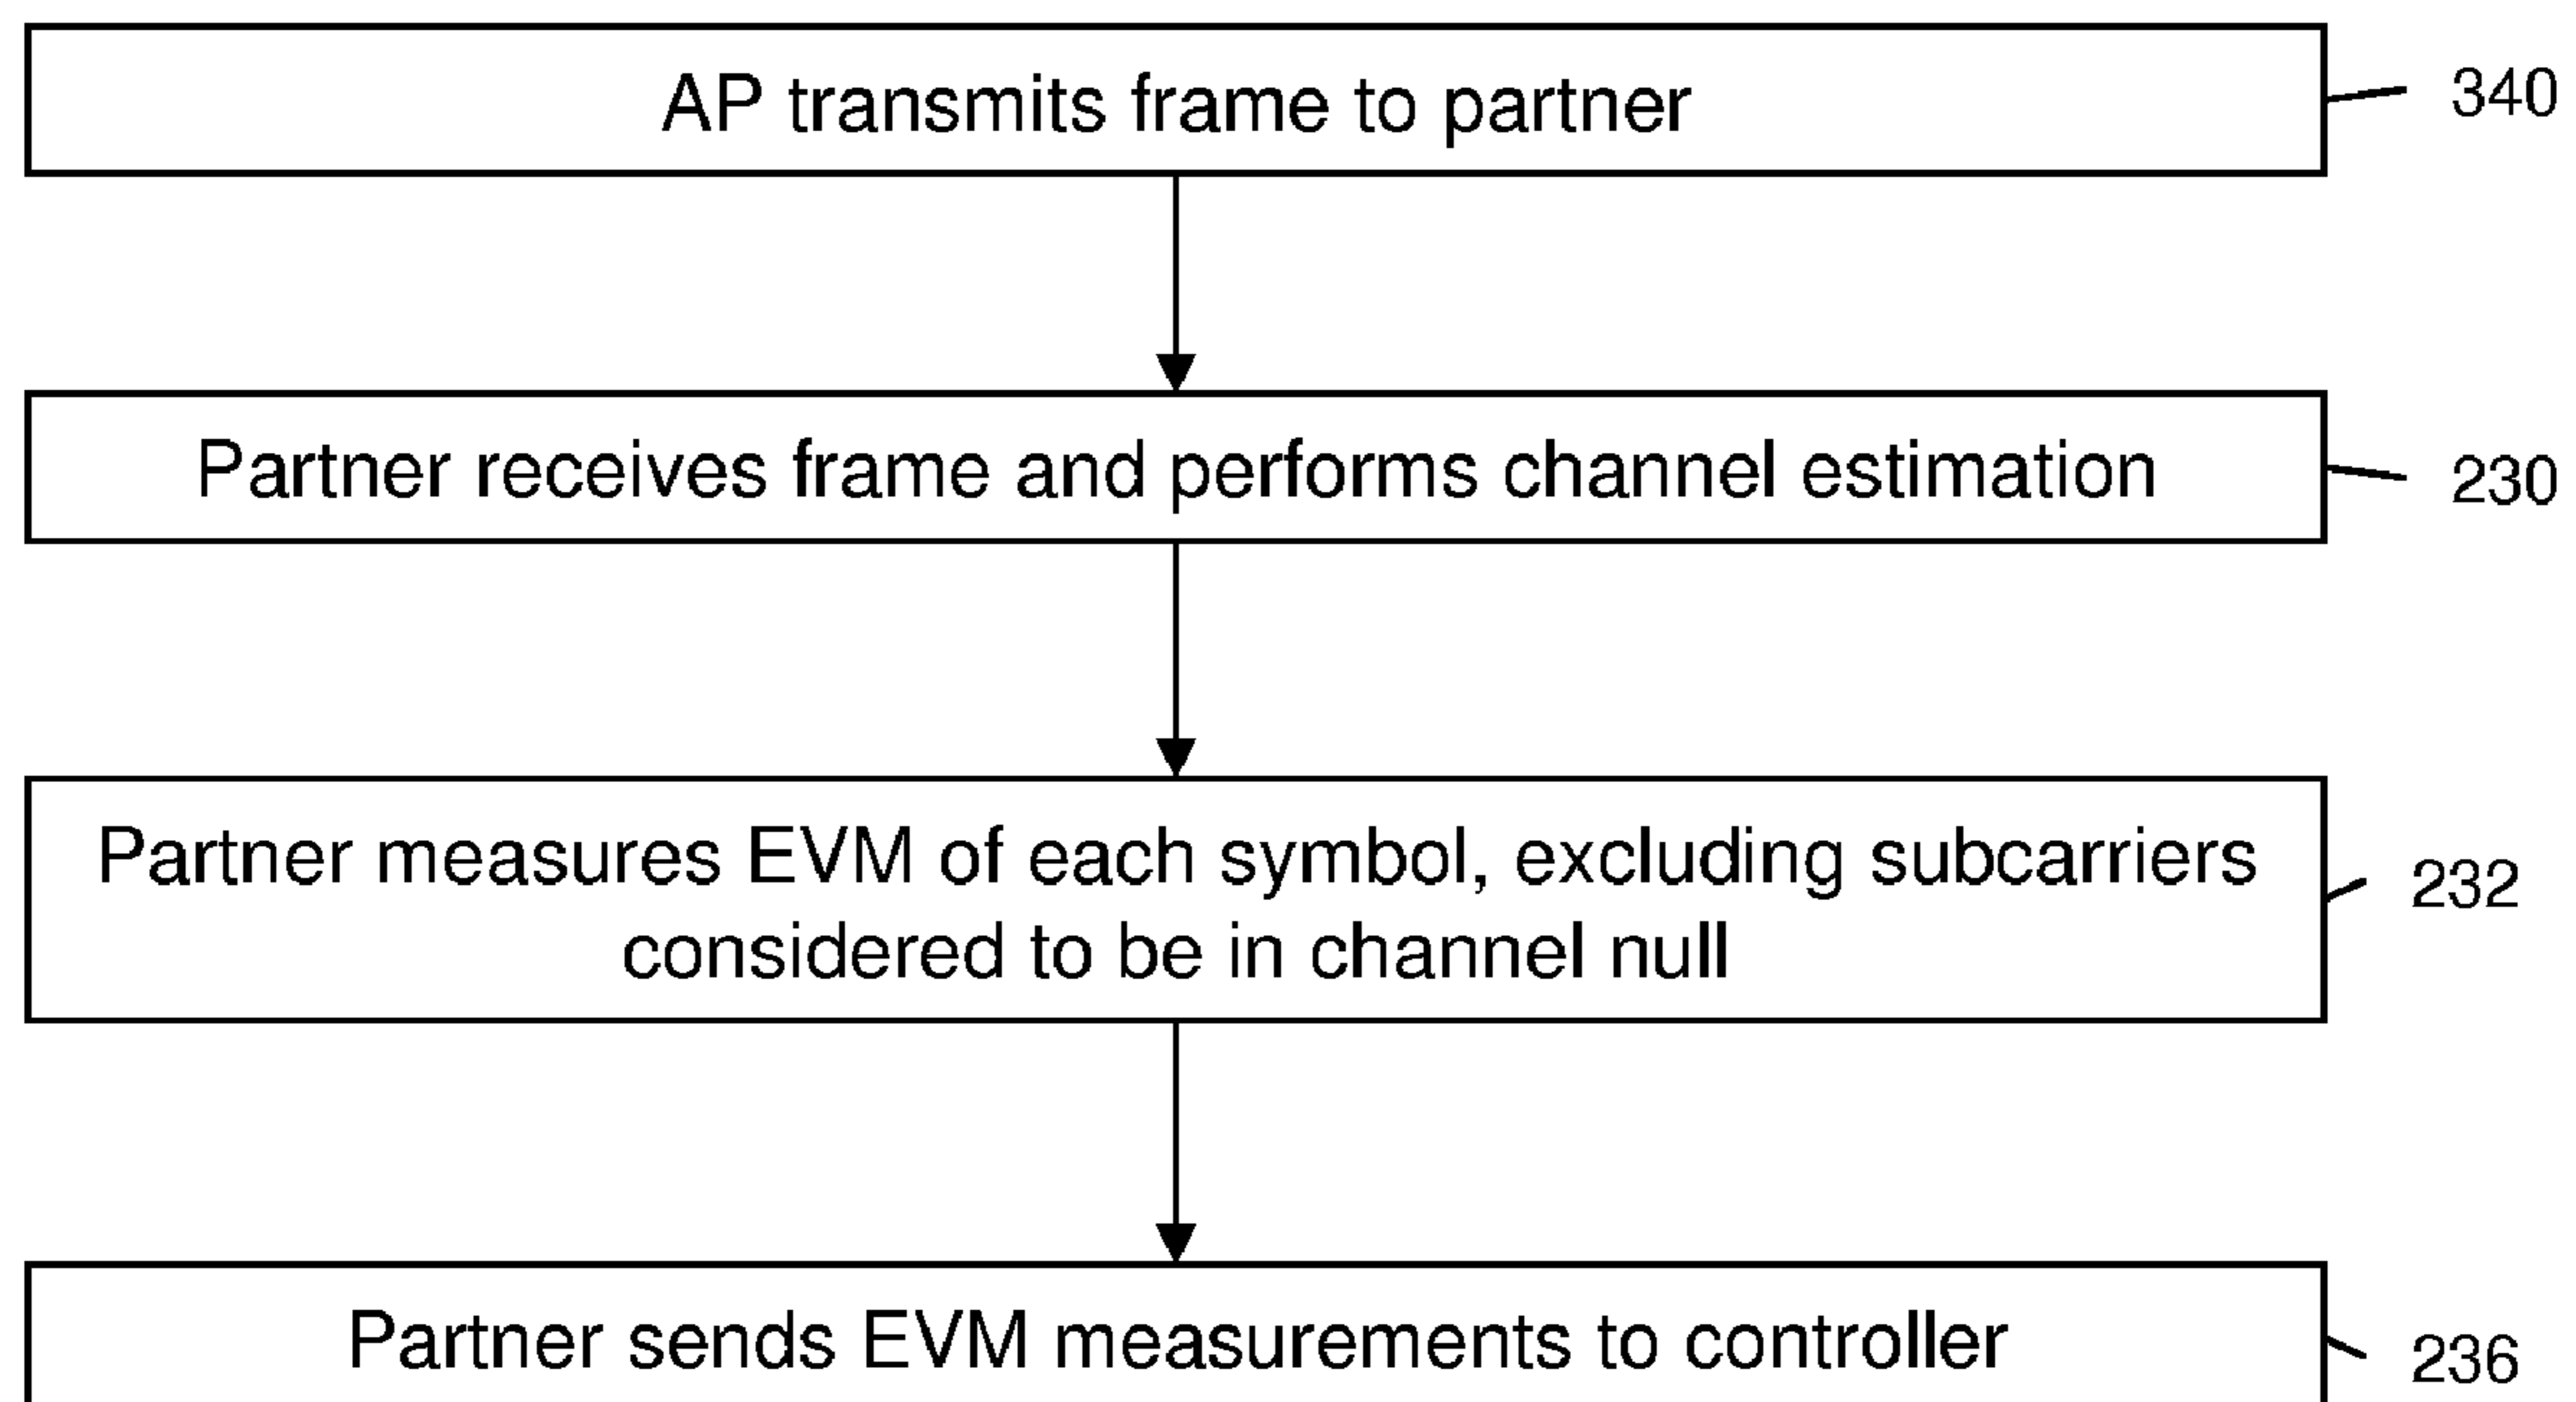 AP transmits frame to partner
340
Partner receives frame and performs channel estimation
230
Partner measures EVM of each symbol, excluding subcarriers
considered to be in channel null
232
Partner sends EVM measurements to controller
236